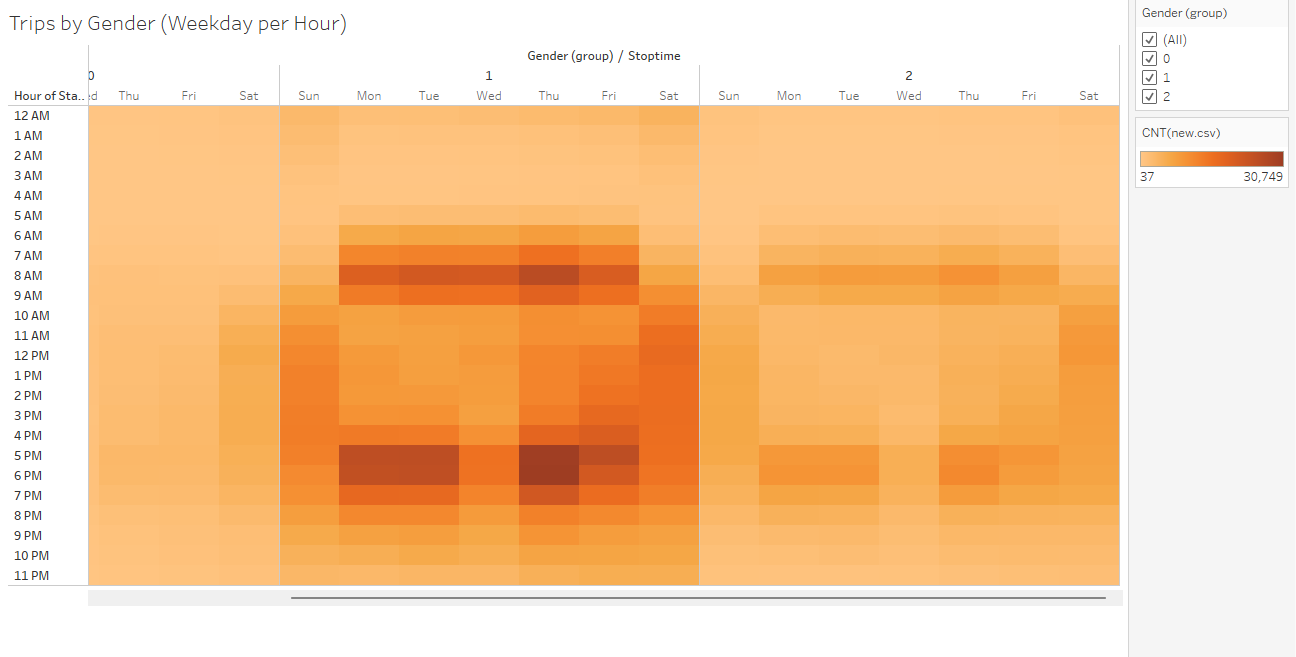 Trips by Gender (Weekday per Hour)
Gender (group) / Stoptime
0 1 2
Hour of Sta.. d Thu Fri Sat Sun Mon Tue Wed Thu Fri Sat Sun Mon Tue Wed Thu Fri Sat
12 AM
1 AM
2 AM
3 AM
4 AM
5 AM
6 AM
7 AM
8 AM
9 AM
10 AM
11 AM
12 PM
1 PM
2 PM
3 PM
4 PM
5 PM
6 PM
7 PM
8 PM
9 PM
10 PM
11 PM
Gender (group)
(All)
0
1
2
CNT(new.csv)
37 30,749